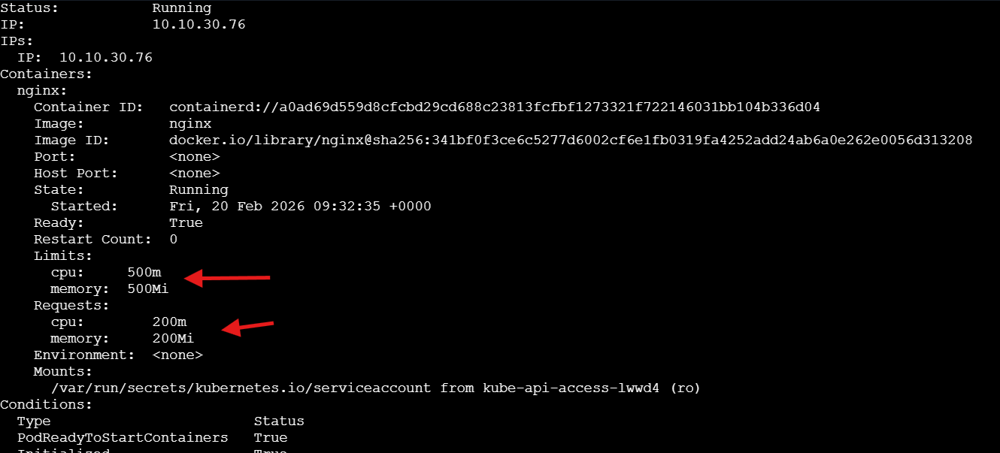 Status:           Running
IP:               10.10.30.76
IPs:
  IP:  10.10.30.76
Containers:
  nginx:
    Container ID:   containerd://a0ad69d559d8cfcbd29cd688c23813fcfbf1273321f722146031bb104b336d04
    Image:          nginx
    Image ID:       docker.io/library/nginx@sha256:341bf0f3ce6c5277d6002cf6e1fb0319fa4252add24ab6a0e262e0056d313208
    Port:           <none>
    Host Port:      <none>
    State:          Running
      Started:      Fri, 20 Feb 2026 09:32:35 +0000
    Ready:          True
    Restart Count:  0
    Limits:
      cpu:     500m
      memory:  500Mi
    Requests:
      cpu:        200m
      memory:     200Mi
    Environment:  <none>
    Mounts:
      /var/run/secrets/kubernetes.io/serviceaccount from kube-api-access-lwwd4 (ro)
Conditions:
  Type                        Status
  PodReadyToStartContainers   True
  Initialized                 True